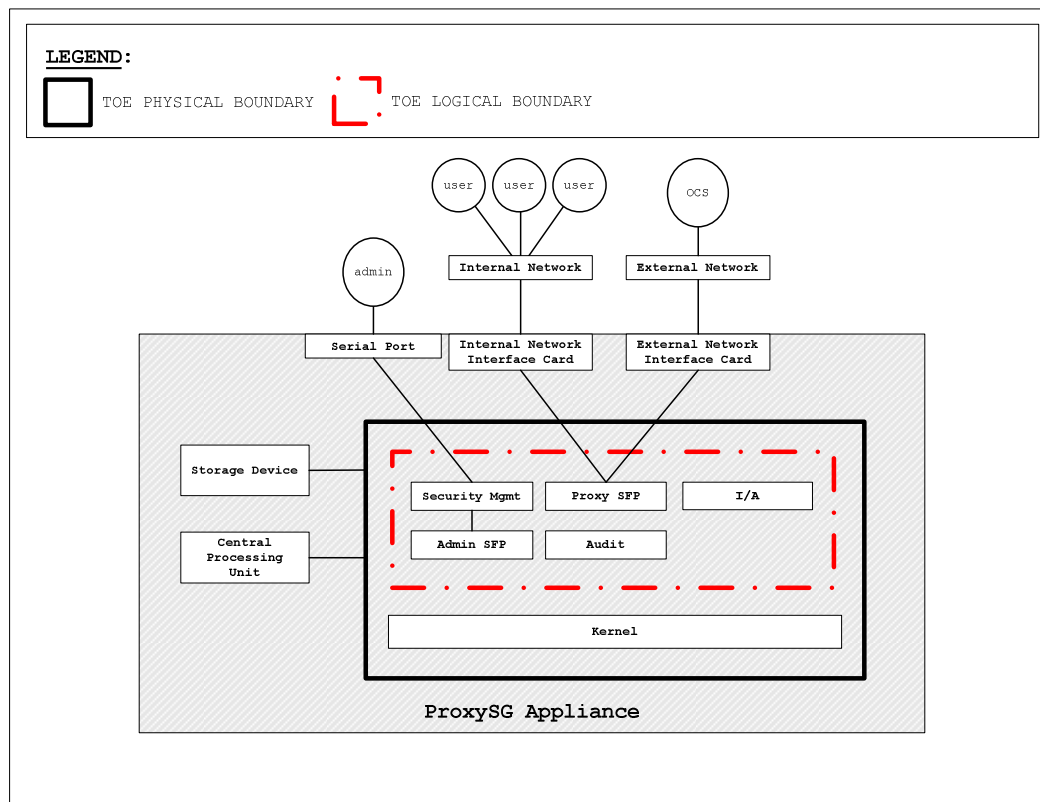 LEGEND:
TOE PHYSICAL BOUNDARY
TOE LOGICAL BOUNDARY
user
user
user
OCS
admin
Internal Network
External Network
Serial Port
Internal Network
Interface Card
External Network
Interface Card
Storage Device
Security Mgmt
Proxy SFP
I/A
Central
Processing
Unit
Admin SFP
Audit
Kernel
ProxySG Appliance